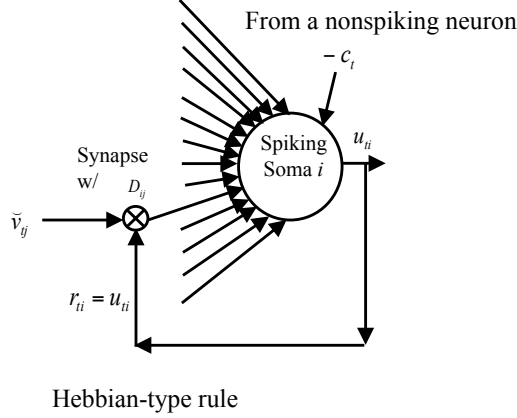 From a nonspiking neuron
− c_t
Spiking
Soma i
u_ti
Synapse
w/ D_ij
v̆_tj
r_ti = u_ti
Hebbian-type rule